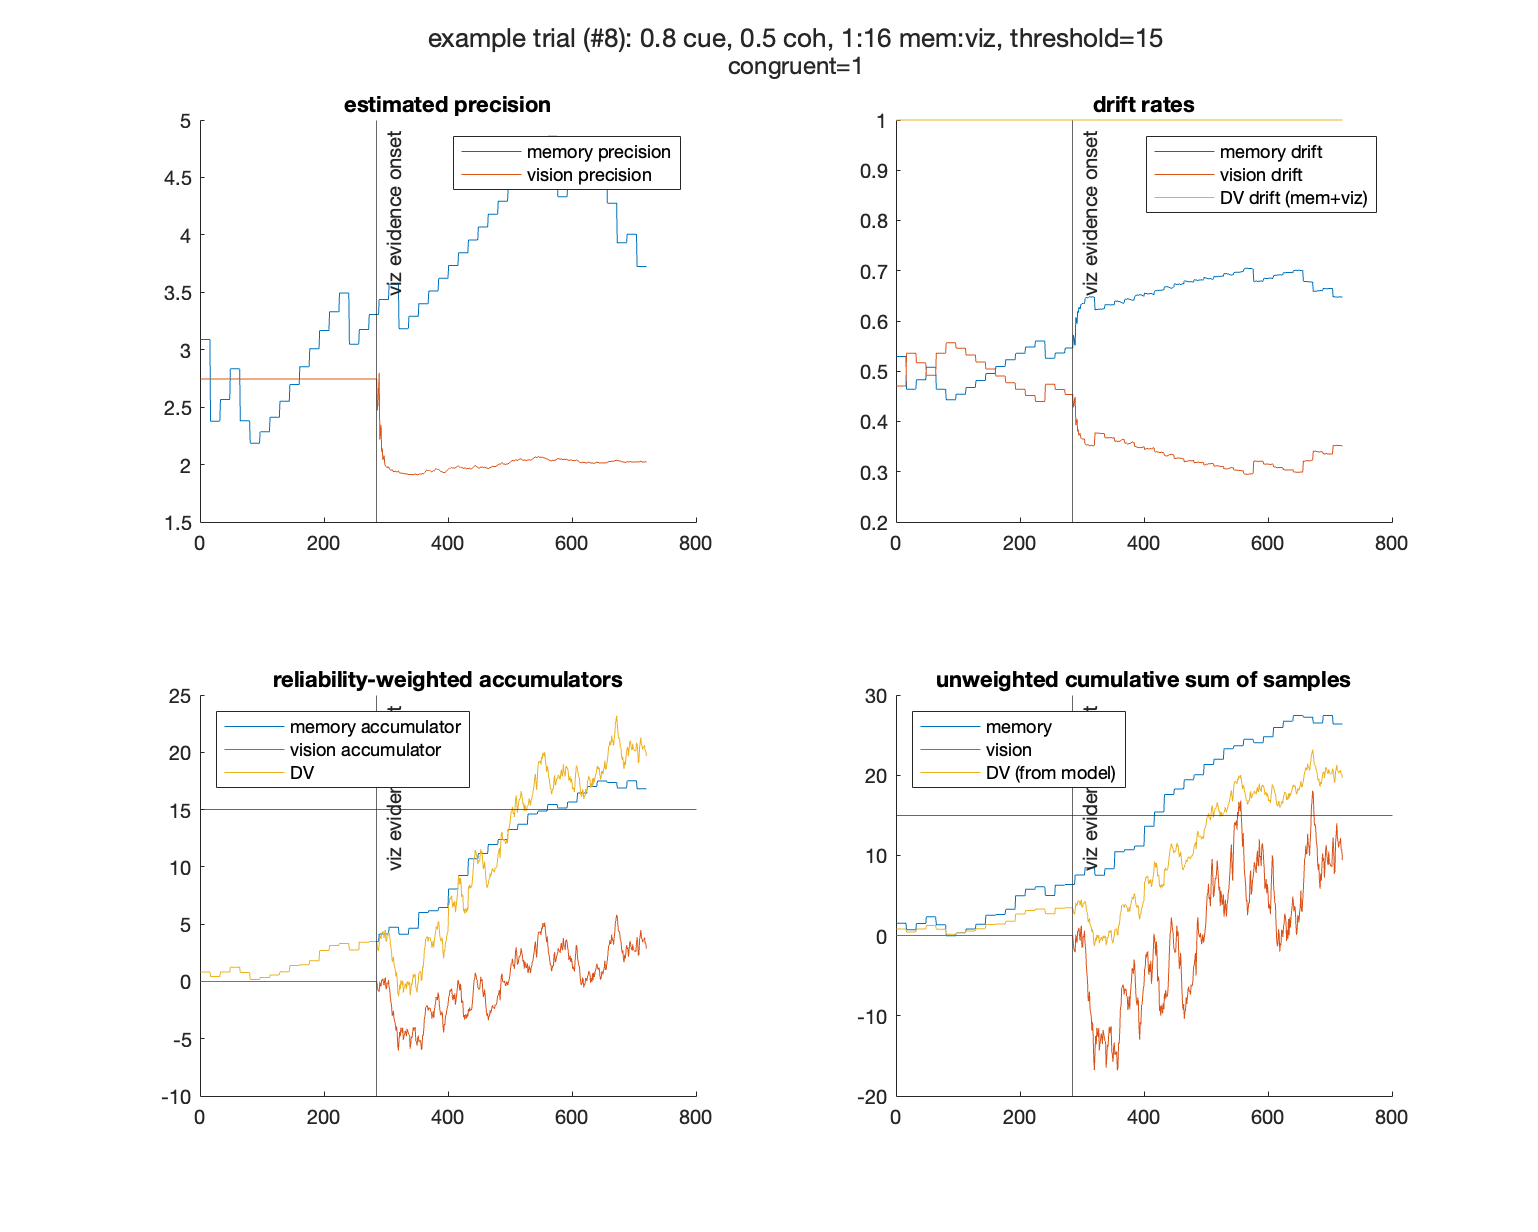 example trial (#8): 0.8 cue, 0.5 coh, 1:16 mem:viz, threshold=15
congruent=1
estimated precision
5
4.5
4
3.5
3
2.5
2
1.5
0
200
400
600
800
viz evidence onset
memory precision
vision precision
drift rates
1
0.9
0.8
0.7
0.6
0.5
0.4
0.3
0.2
0
200
400
600
800
viz evidence onset
memory drift
vision drift
DV drift (mem+viz)
reliability-weighted accumulators
25
20
15
10
5
0
-5
-10
0
200
400
600
800
viz
memory accumulator
vision accumulator
DV
unweighted cumulative sum of samples
30
20
10
0
-10
-20
0
200
400
600
800
viz
memory
vision
DV (from model)